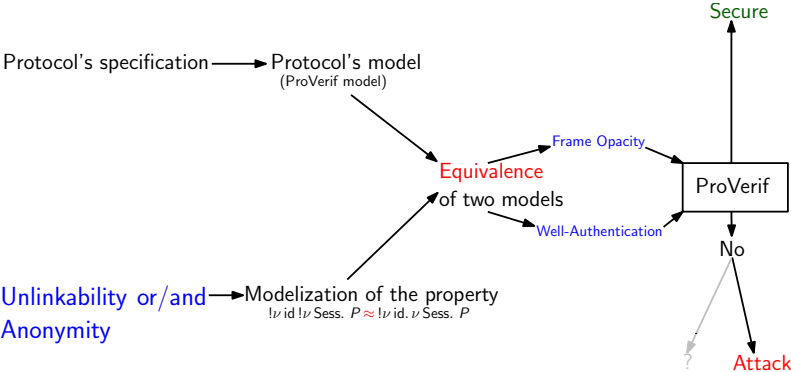 Secure
Protocol's specification
Protocol's model
(ProVerif model)
Frame Opacity
Equivalence
of two models
ProVerif
Well-Authentication
No
Unlinkability or/and
Anonymity
Modelization of the property
!ν id !ν Sess. P ≈ !ν id. ν Sess. P
?
Attack